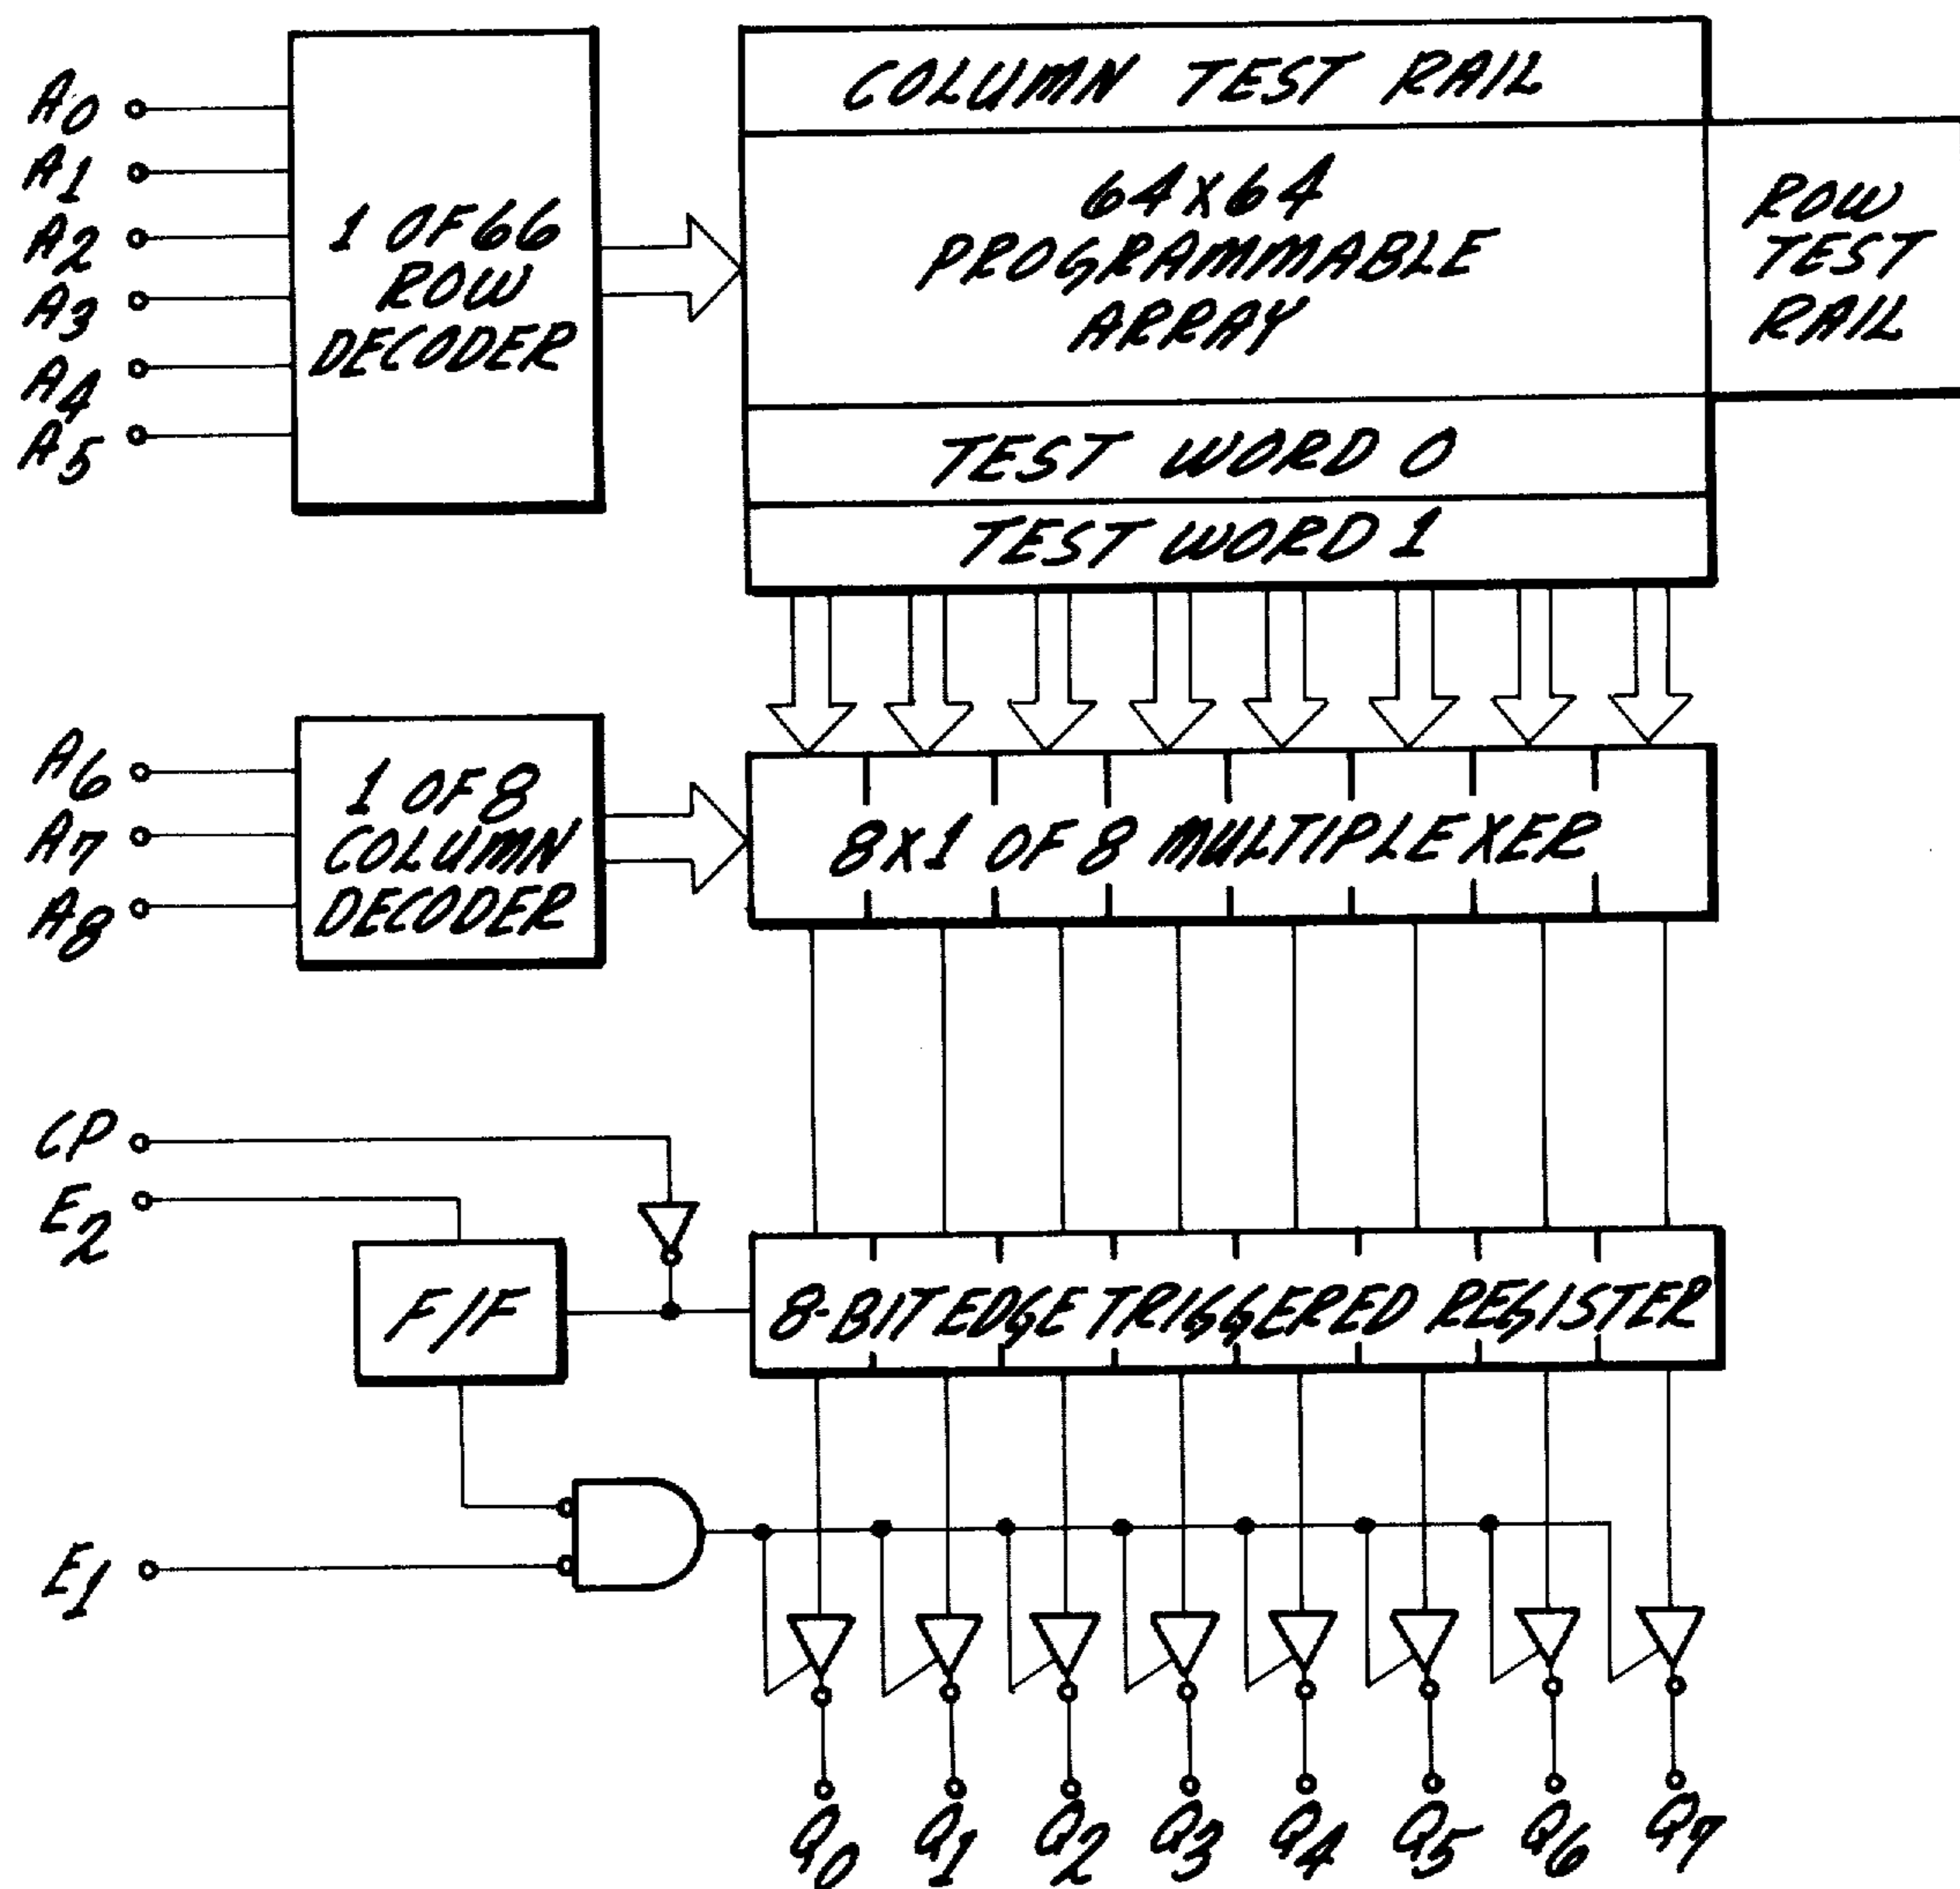 A0
A1
A2
A3
A4
A5
1 OF 66
ROW
DECODER
COLUMN TEST RAIL
64X64
PROGRAMMABLE
ARRAY
ROW
TEST
RAIL
TEST WORD 0
TEST WORD 1
A6
A7
A8
1 OF 8
COLUMN
DECODER
8X1 OF 8 MULTIPLEXER
CP
E2
F/F
8-BIT EDGE TRIGGERED REGISTER
E1
Q0 Q1 Q2 Q3 Q4 Q5 Q6 Q7